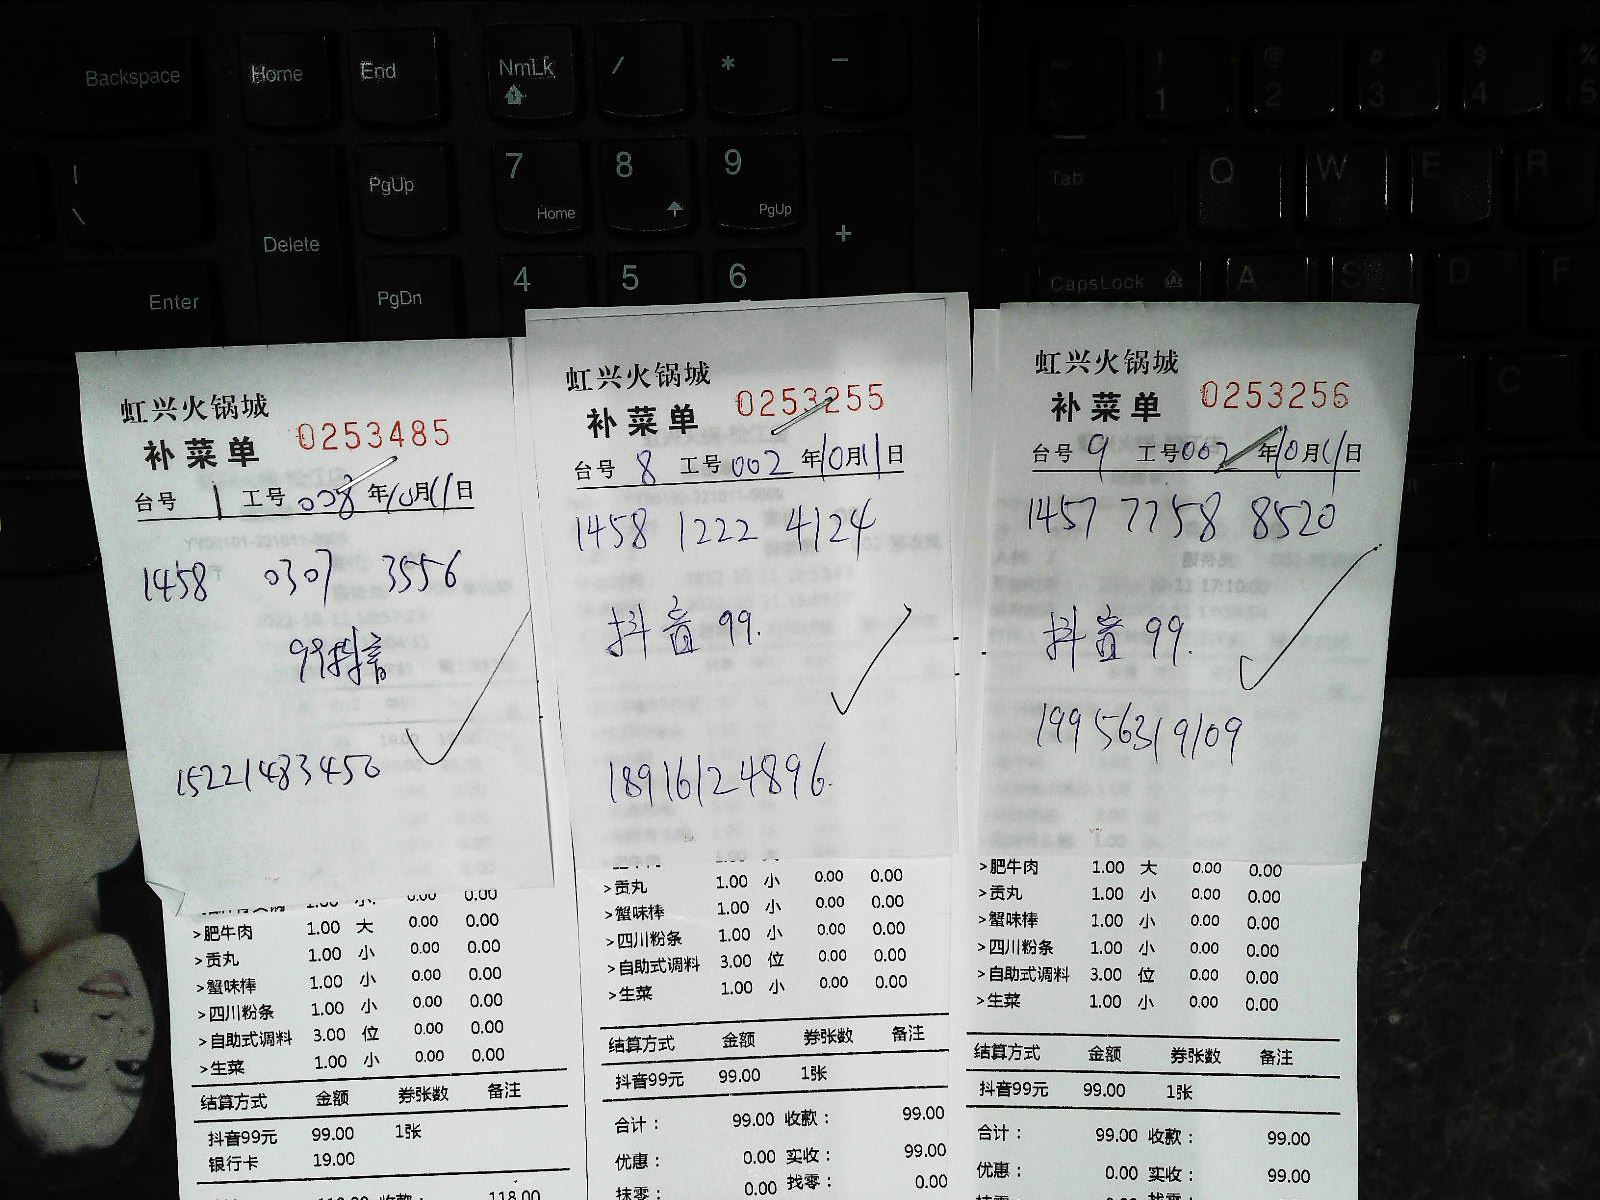 Backspace
Home
End
NmLk
/
*
-
!
1
@
2
#
3
$
4
%
5
|
\
PgUp
7
Home
8
9
PgUp
+
Tab
Q
W
E
R
Delete
Enter
PgDn
4
5
6
CapsLock
A
S
D
F
C
虹兴火锅城
补菜单 0253485
台号 1 工号 008 年 10月 11日
1458 0307 3556
99抖音
15221483450
>肥牛肉 1.00 大 0.00 0.00
>贡丸 1.00 小 0.00 0.00
>蟹味棒 1.00 小 0.00 0.00
>四川粉条 1.00 小 0.00 0.00
>自助式调料 3.00 位 0.00 0.00
>生菜 1.00 小 0.00 0.00
结算方式 金额 券张数 备注
抖音99元 99.00 1张
银行卡 19.00
收款： 118.00
虹兴火锅城
补菜单 0253255
台号 8 工号 002 年 10月 11日
1458 1222 4124
抖音 99.
18916124896.
>贡丸 1.00 小 0.00 0.00
>蟹味棒 1.00 小 0.00 0.00
>四川粉条 1.00 小 0.00 0.00
>自助式调料 3.00 位 0.00 0.00
>生菜 1.00 小 0.00 0.00
结算方式 金额 券张数 备注
抖音99元 99.00 1张
合计： 99.00 收款： 99.00
优惠： 0.00 实收： 99.00
抹零： 0.00 找零： 0.00
虹兴火锅城
补菜单 0253256
台号 9 工号 002 年 10月 11日
1457 7758 8520
抖音 99.
19956319109
>肥牛肉 1.00 大 0.00 0.00
>贡丸 1.00 小 0.00 0.00
>蟹味棒 1.00 小 0.00 0.00
>四川粉条 1.00 小 0.00 0.00
>自助式调料 3.00 位 0.00 0.00
>生菜 1.00 小 0.00 0.00
结算方式 金额 券张数 备注
抖音99元 99.00 1张
合计： 99.00 收款： 99.00
优惠： 0.00 实收： 99.00